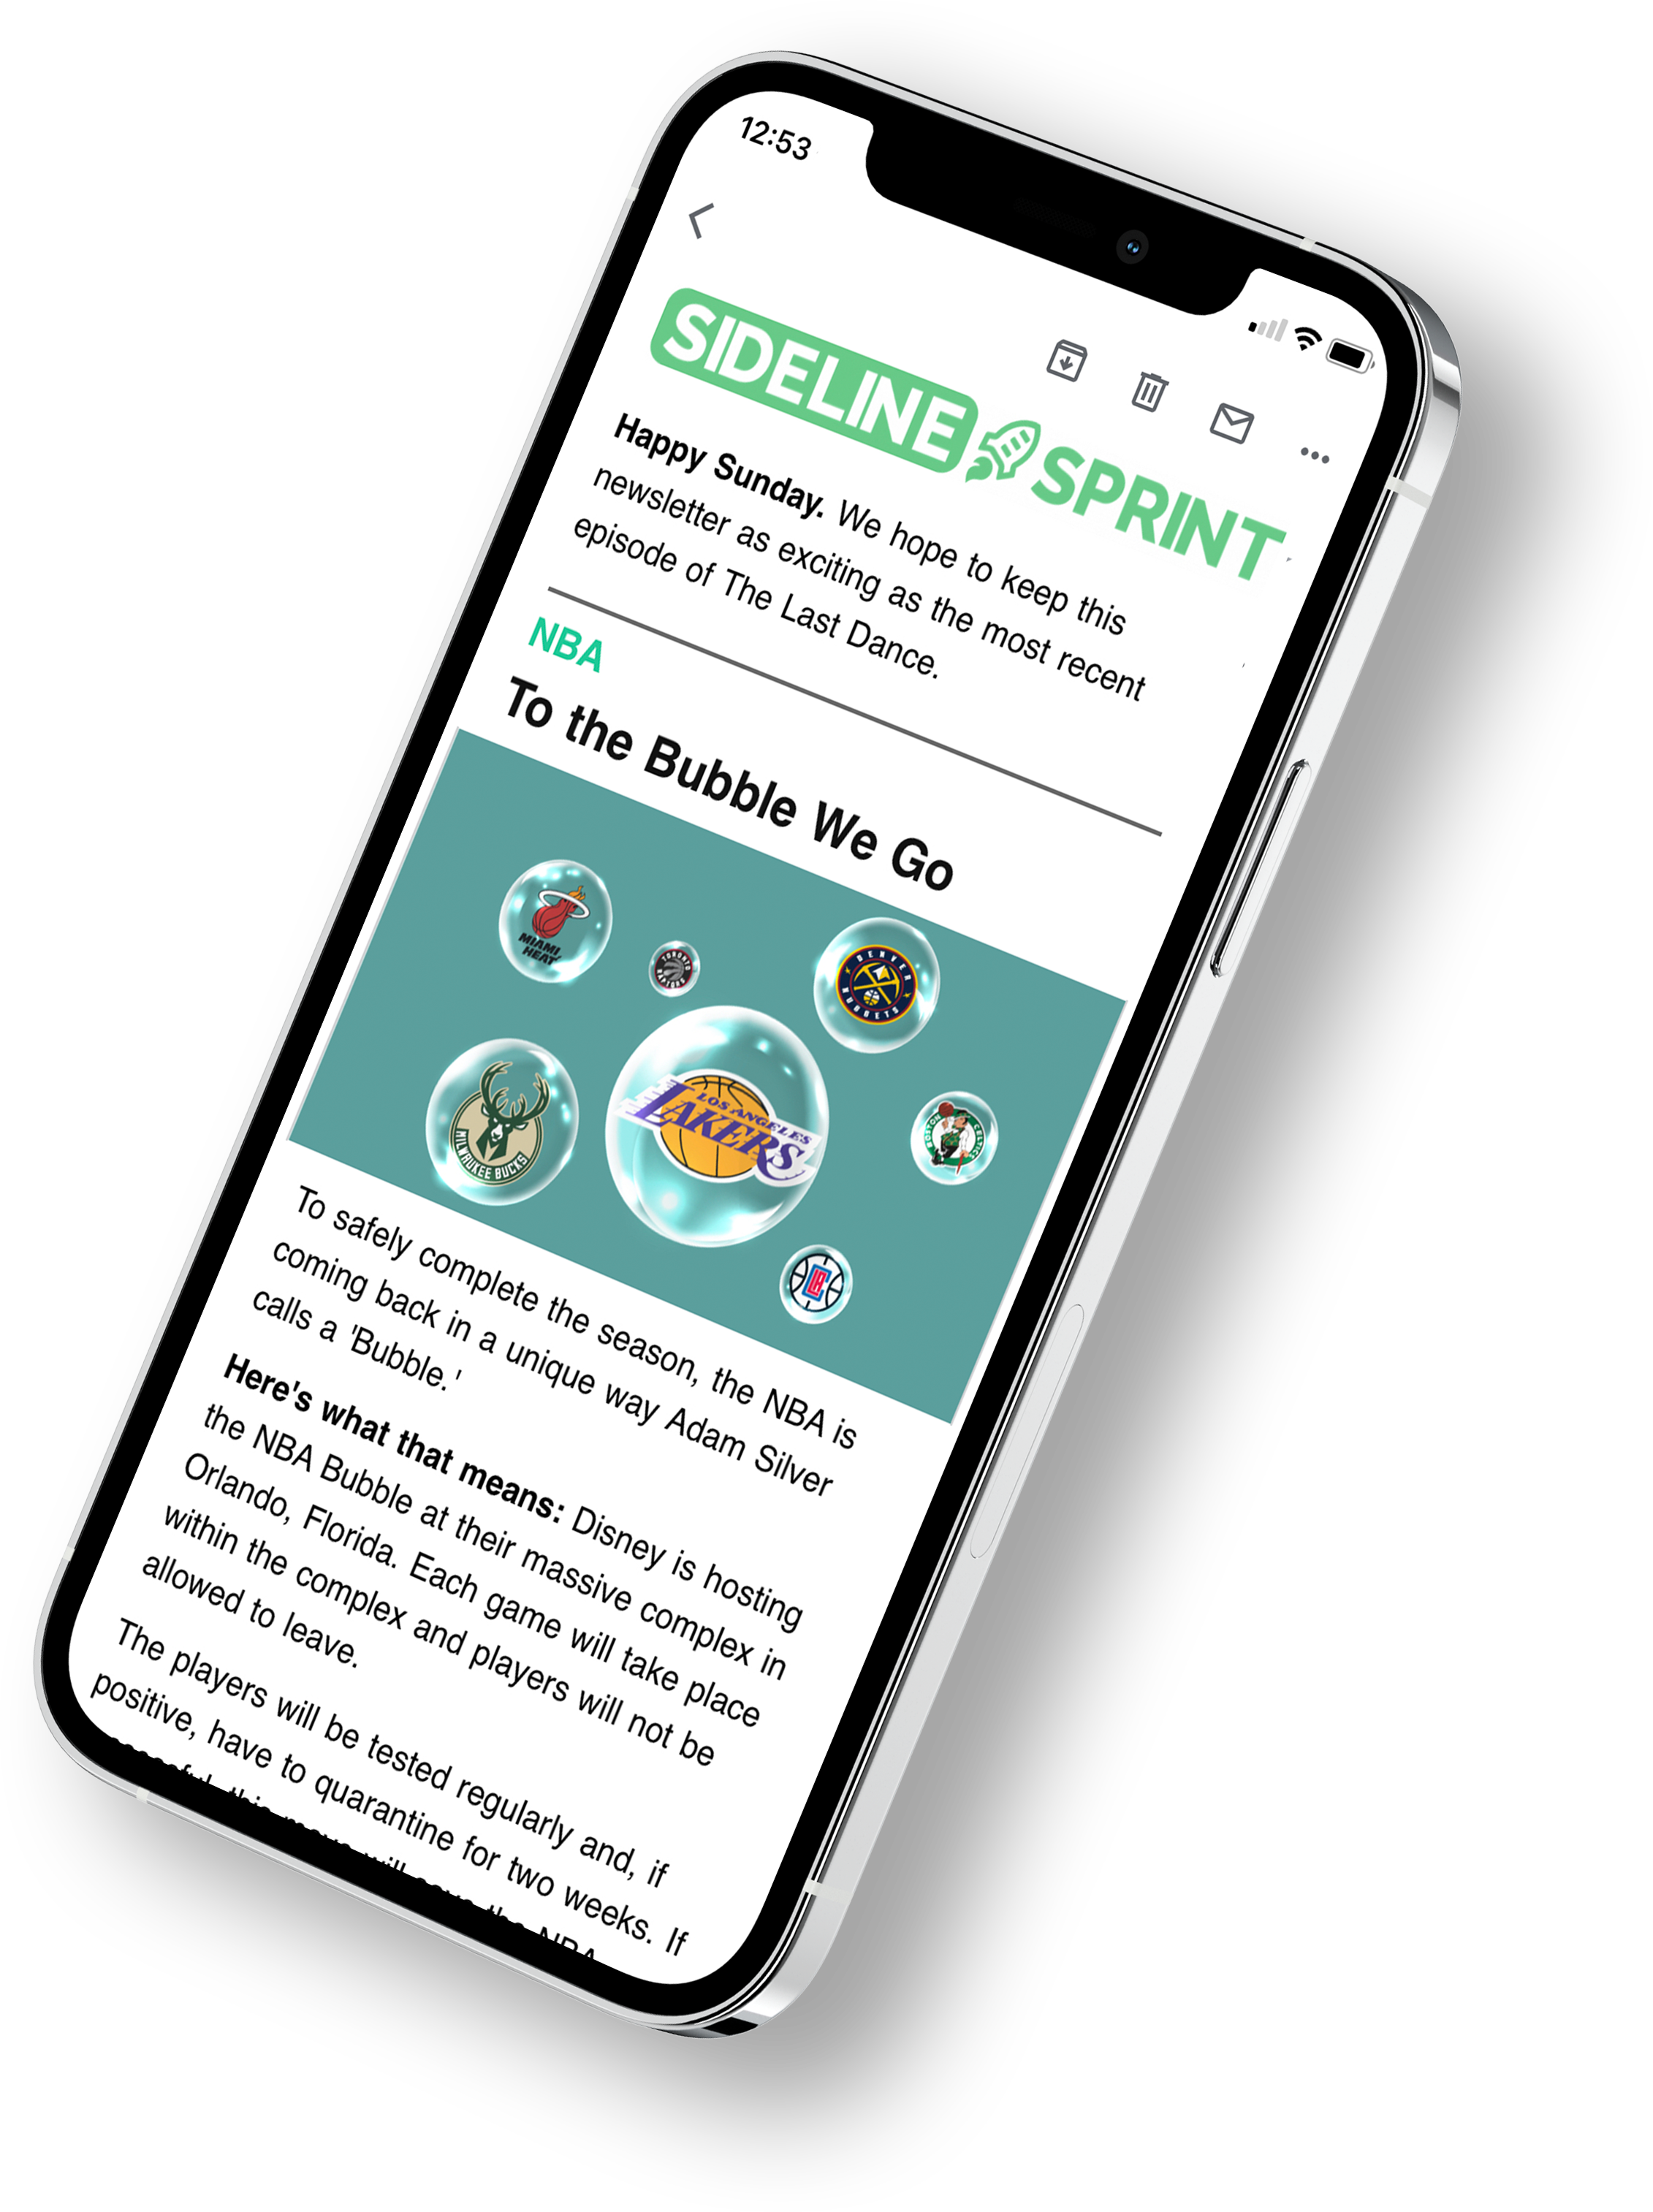 12:53
SIDELINE SPRINT
Happy Sunday. We hope to keep this
newsletter as exciting as the most recent
episode of The Last Dance.
NBA
To the Bubble We Go
MIAMI
HEAT
TORONTO
RAPTORS
DENVER
NUGGETS
MILWAUKEE BUCKS
LOS ANGELES
LAKERS
BOSTON
CELTICS
LA
To safely complete the season, the NBA is
coming back in a unique way Adam Silver
calls a 'Bubble.'
Here's what that means: Disney is hosting
the NBA Bubble at their massive complex in
Orlando, Florida. Each game will take place
within the complex and players will not be
allowed to leave.
The players will be tested regularly and, if
positive, have to quarantine for two weeks. If
will the NBA